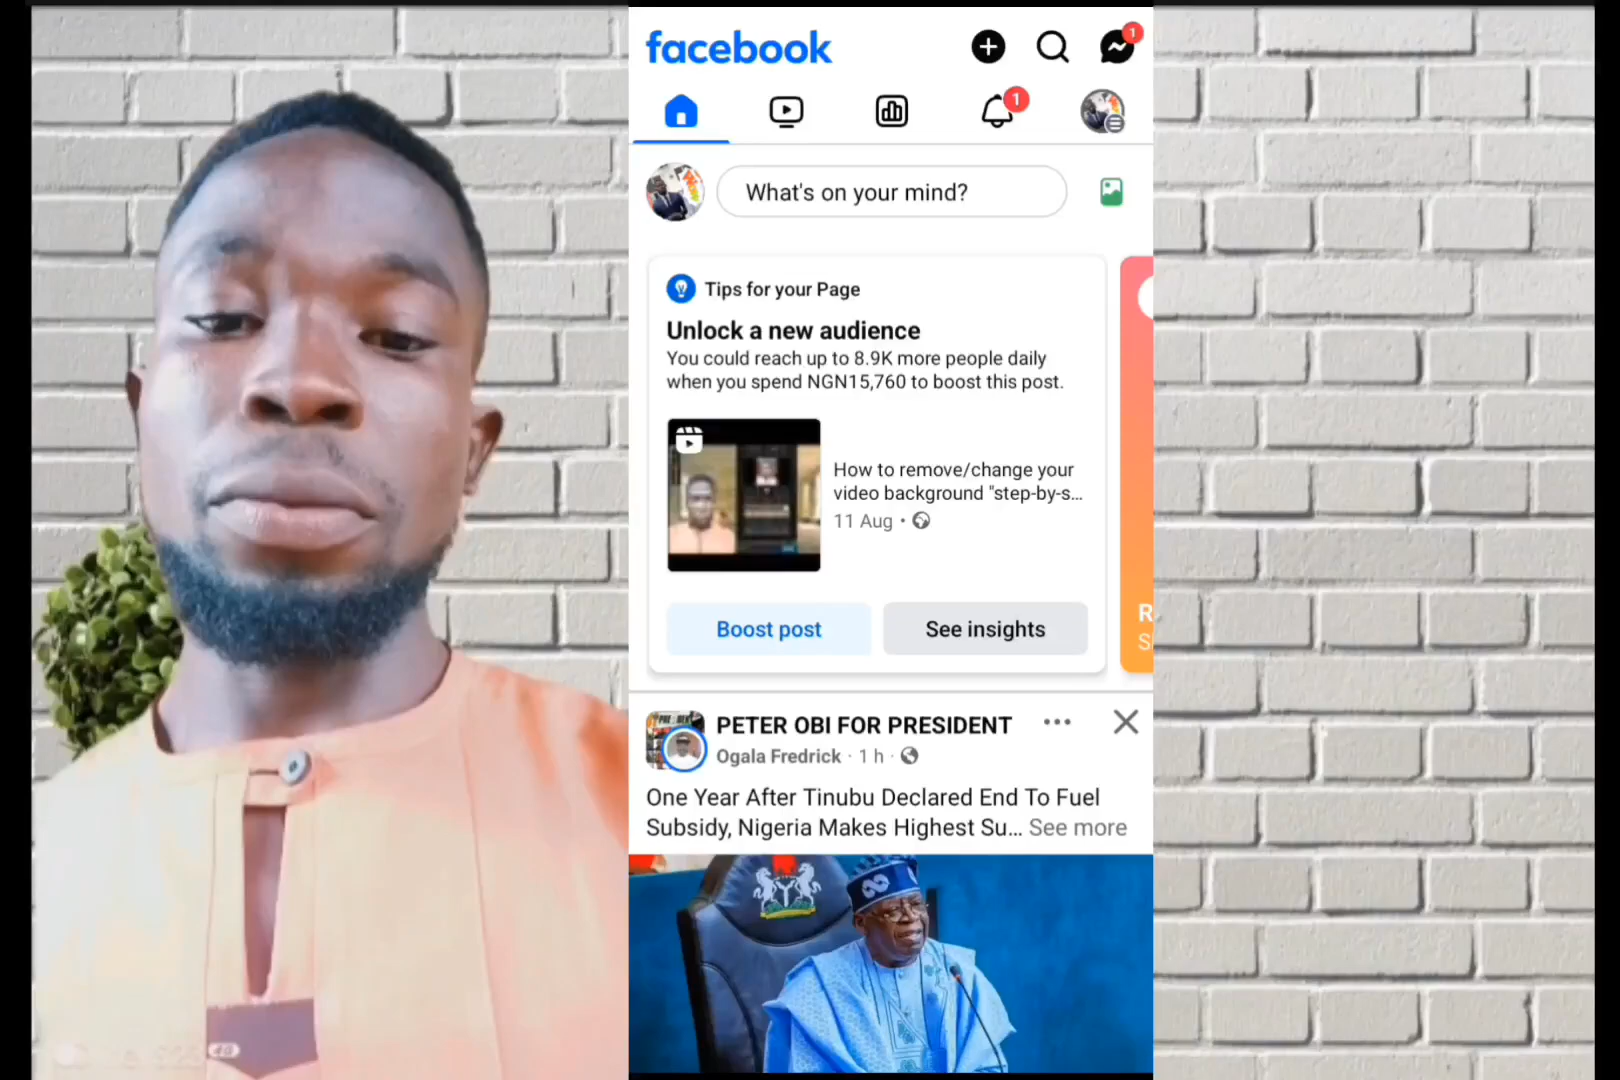 facebook
1
1
What's on your mind?
Tips for your Page
Unlock a new audience
You could reach up to 8.9K more people daily
when you spend NGN15,760 to boost this post.
How to remove/change your
video background "step-by-s...
11 Aug •
Boost post
See insights
PETER OBI FOR PRESIDENT
Ogala Fredrick · 1 h ·
One Year After Tinubu Declared End To Fuel
Subsidy, Nigeria Makes Highest Su... See more